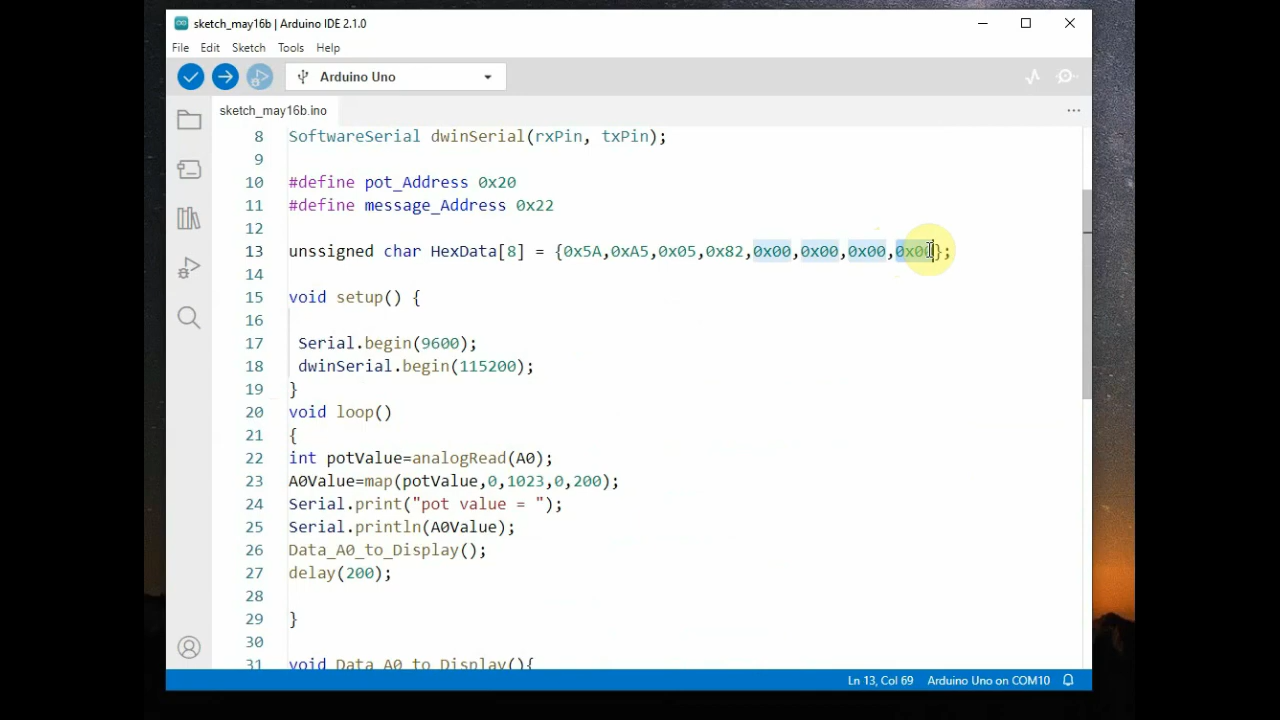 sketch_may16b | Arduino IDE 2.1.0
File Edit Sketch Tools Help
Arduino Uno
sketch_may16b.ino
8 SoftwareSerial dwinSerial(rxPin, txPin);
9
10 #define pot_Address 0x20
11 #define message_Address 0x22
12
13 unssigned char HexData[8] = {0x5A,0xA5,0x05,0x82,0x00,0x00,0x00,0x00};
14
15 void setup() {
16
17 Serial.begin(9600);
18 dwinSerial.begin(115200);
19 }
20 void loop()
21 {
22 int potValue=analogRead(A0);
23 A0Value=map(potValue,0,1023,0,200);
24 Serial.print("pot value = ");
25 Serial.println(A0Value);
26 Data_A0_to_Display();
27 delay(200);
28
29 }
30
31 void Data_A0_to_Display(){
Ln 13, Col 69 Arduino Uno on COM10